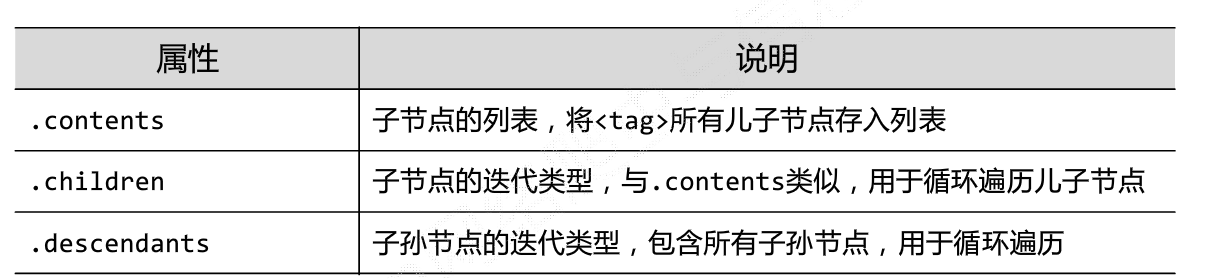 属性 说明
.contents 子节点的列表，将<tag>所有儿子节点存入列表
.children 子节点的迭代类型，与.contents类似，用于循环遍历儿子节点
.descendants 子孙节点的迭代类型，包含所有子孙节点，用于循环遍历